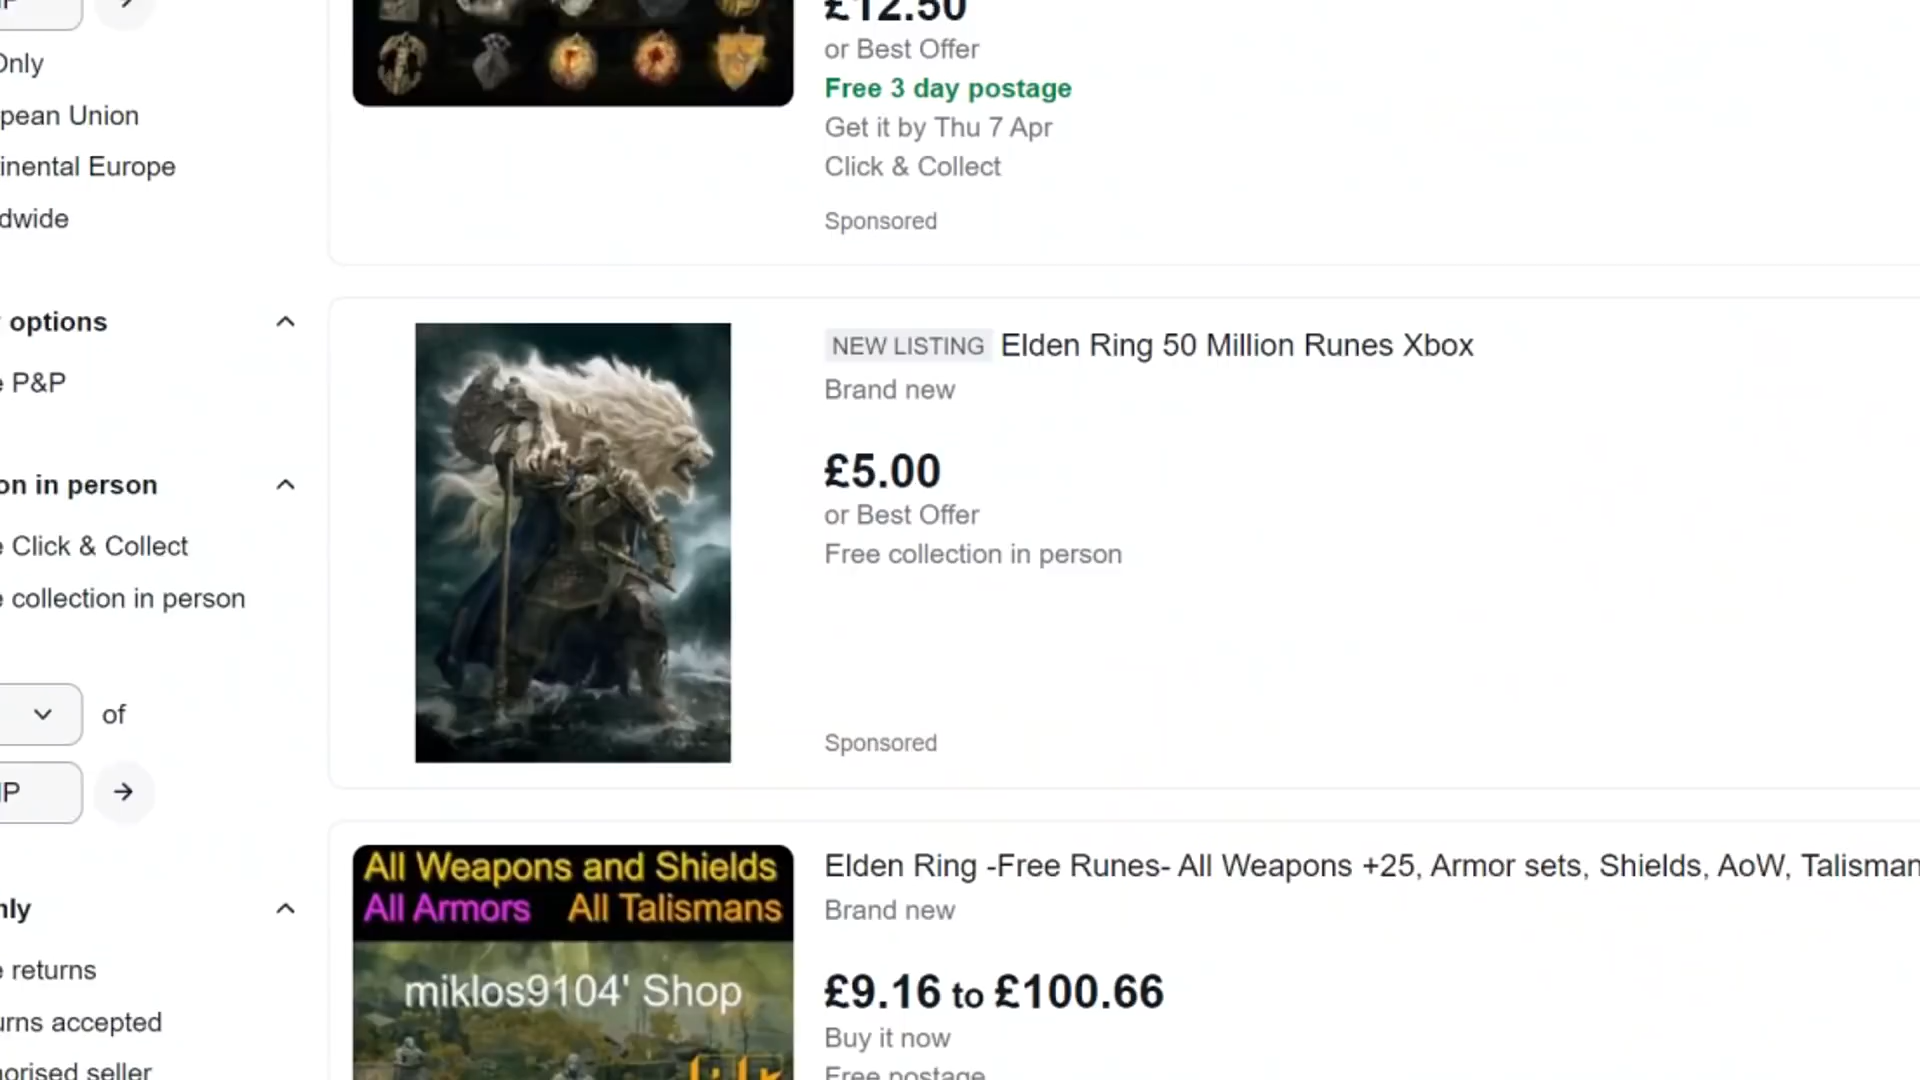 £12.50
or Best Offer
Free 3 day postage
Get it by Thu 7 Apr
Click & Collect
Sponsored
Only
pean Union
inental Europe
dwide
options
P&P
on in person
Click & Collect
collection in person
of
returns
urns accepted
orised seller
NEW LISTING Elden Ring 50 Million Runes Xbox
Brand new
£5.00
or Best Offer
Free collection in person
Sponsored
All Weapons and Shields
All Armors All Talismans
miklos9104' Shop
Elden Ring -Free Runes- All Weapons +25, Armor sets, Shields, AoW, Talisman
Brand new
£9.16 to £100.66
Buy it now
Free postage